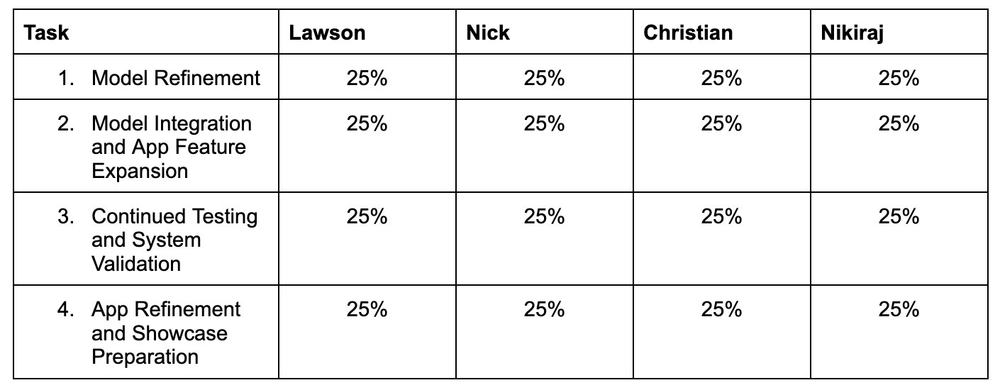 Task Lawson Nick Christian Nikiraj
1. Model Refinement 25% 25% 25% 25%
2. Model Integration 25% 25% 25% 25%
and App Feature
Expansion
3. Continued Testing 25% 25% 25% 25%
and System
Validation
4. App Refinement 25% 25% 25% 25%
and Showcase
Preparation